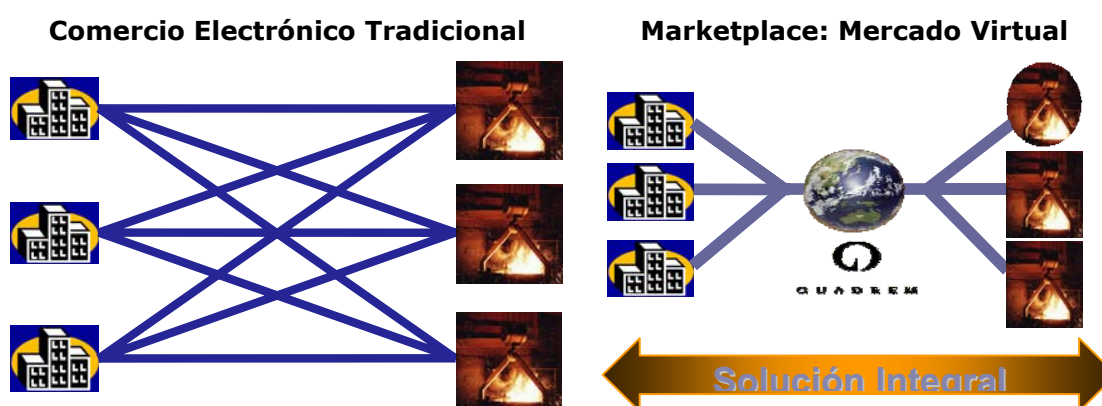 Comercio Electrónico Tradicional
Marketplace: Mercado Virtual
QUADREM
Solución Integral